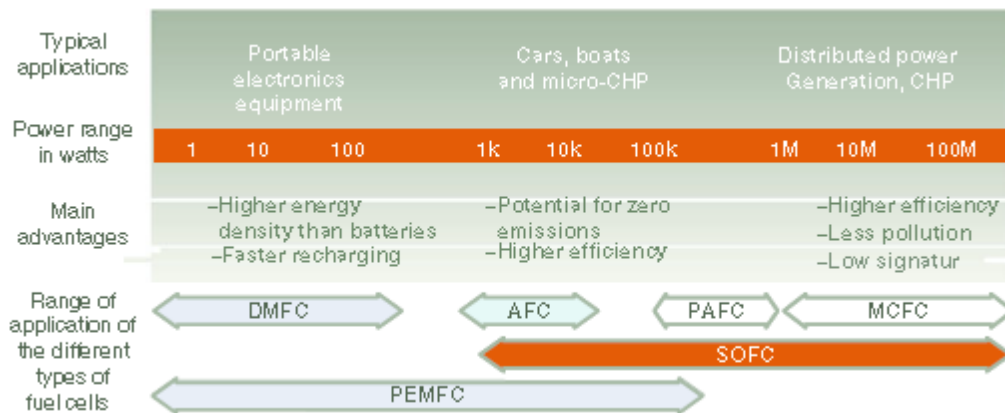 Typical
applications
Portable
electronics
equipment
Cars, boats
and micro-CHP
Distributed power
Generation, CHP
Power range
in watts
1 10 100 1k 10k 100k 1M 10M 100M
Main
advantages
–Higher energy
density than batteries
–Faster recharging
–Potential for zero
emissions
–Higher efficiency
–Higher efficiency
–Less pollution
–Low signatur
Range of
application of
the different
types of
fuel cells
DMFC AFC PAFC MCFC
SOFC
PEMFC